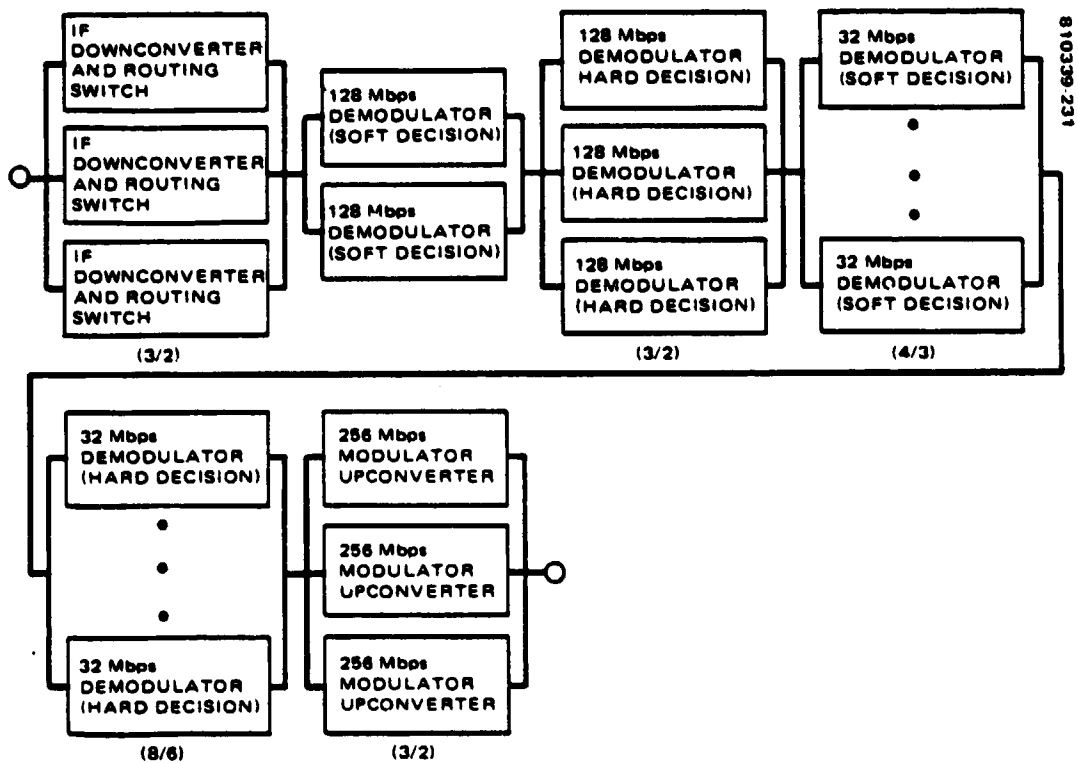 IF
DOWNCONVERTER
AND ROUTING
SWITCH
IF
DOWNCONVERTER
AND ROUTING
SWITCH
IF
DOWNCONVERTER
AND ROUTING
SWITCH
(3/2)
128 Mbps
DEMODULATOR
(SOFT DECISION)
128 Mbps
DEMODULATOR
(SOFT DECISION)
128 Mbps
DEMODULATOR
HARD DECISION)
128 Mbps
DEMODULATOR
(HARD DECISION)
128 Mbps
DEMODULATOR
(HARD DECISION)
(3/2)
32 Mbps
DEMODULATOR
(SOFT DECISION)
32 Mbps
DEMODULATOR
(SOFT DECISION)
(4/3)
810339-231
32 Mbps
DEMODULATOR
(HARD DECISION)
32 Mbps
DEMODULATOR
(HARD DECISION)
(8/6)
256 Mbps
MODULATOR
UPCONVERTER
256 Mbps
MODULATOR
UPCONVERTER
256 Mbps
MODULATOR
UPCONVERTER
(3/2)